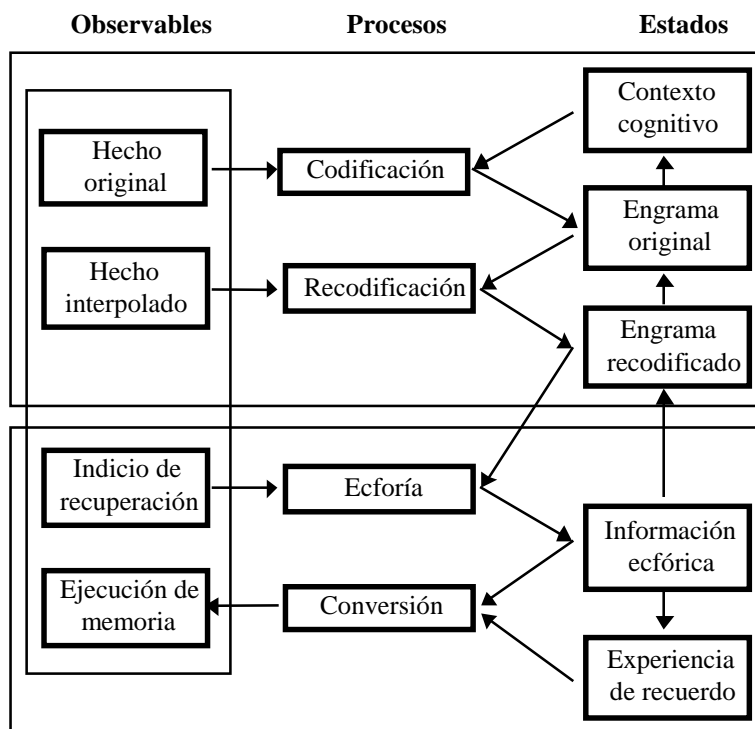 Observables Procesos Estados
Contexto
cognitivo
Hecho
original
Codificación
Engrama
original
Hecho
interpolado
Recodificación
Engrama
recodificado
Indicio de
recuperación
Ecforía
Información
ecfórica
Ejecución de
memoria
Conversión
Experiencia
de recuerdo